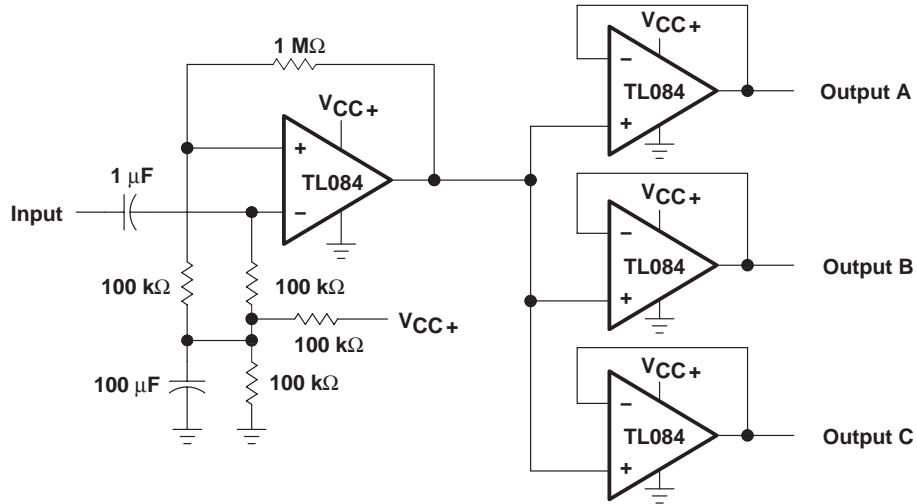 1 MΩ
VCC+
+
TL084
−
1 μF
Input
100 kΩ
100 kΩ
VCC+
100 kΩ
100 μF
100 kΩ
VCC+
−
TL084
+
Output A
VCC+
−
TL084
+
Output B
VCC+
−
TL084
+
Output C